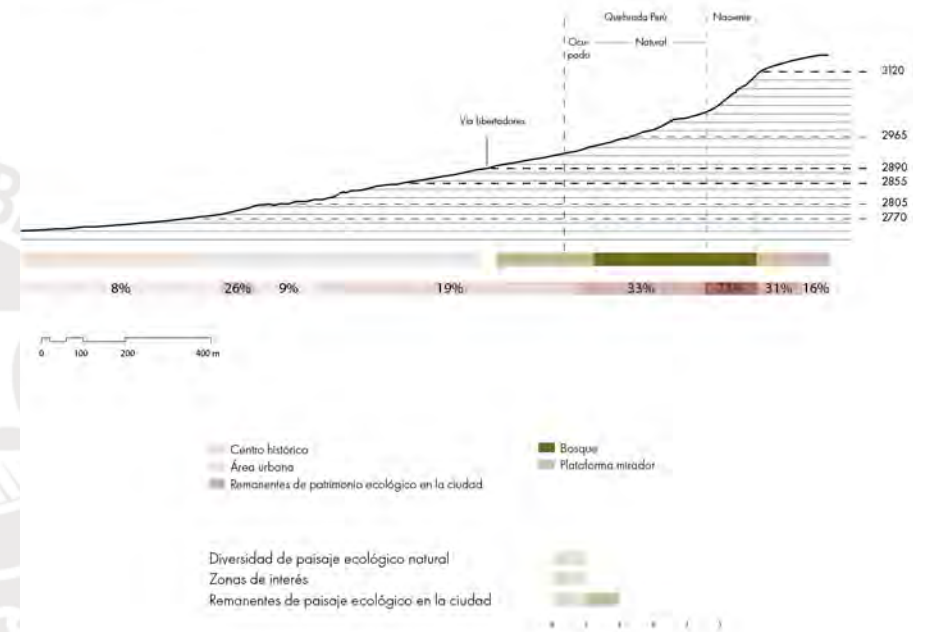 Quebrada Perú
Naciente
Ocu-
pado
Natural
3120
Vía libertadores
2965
2890
2855
2805
2770
8% 26% 9% 19% 33% 31% 16%
0 100 200 400 m
Centro histórico
Área urbana
Remanentes de patrimonio ecológico en la ciudad
Bosque
Plataforma mirador
Diversidad de paisaje ecológico natural
Zonas de interés
Remanentes de paisaje ecológico en la ciudad